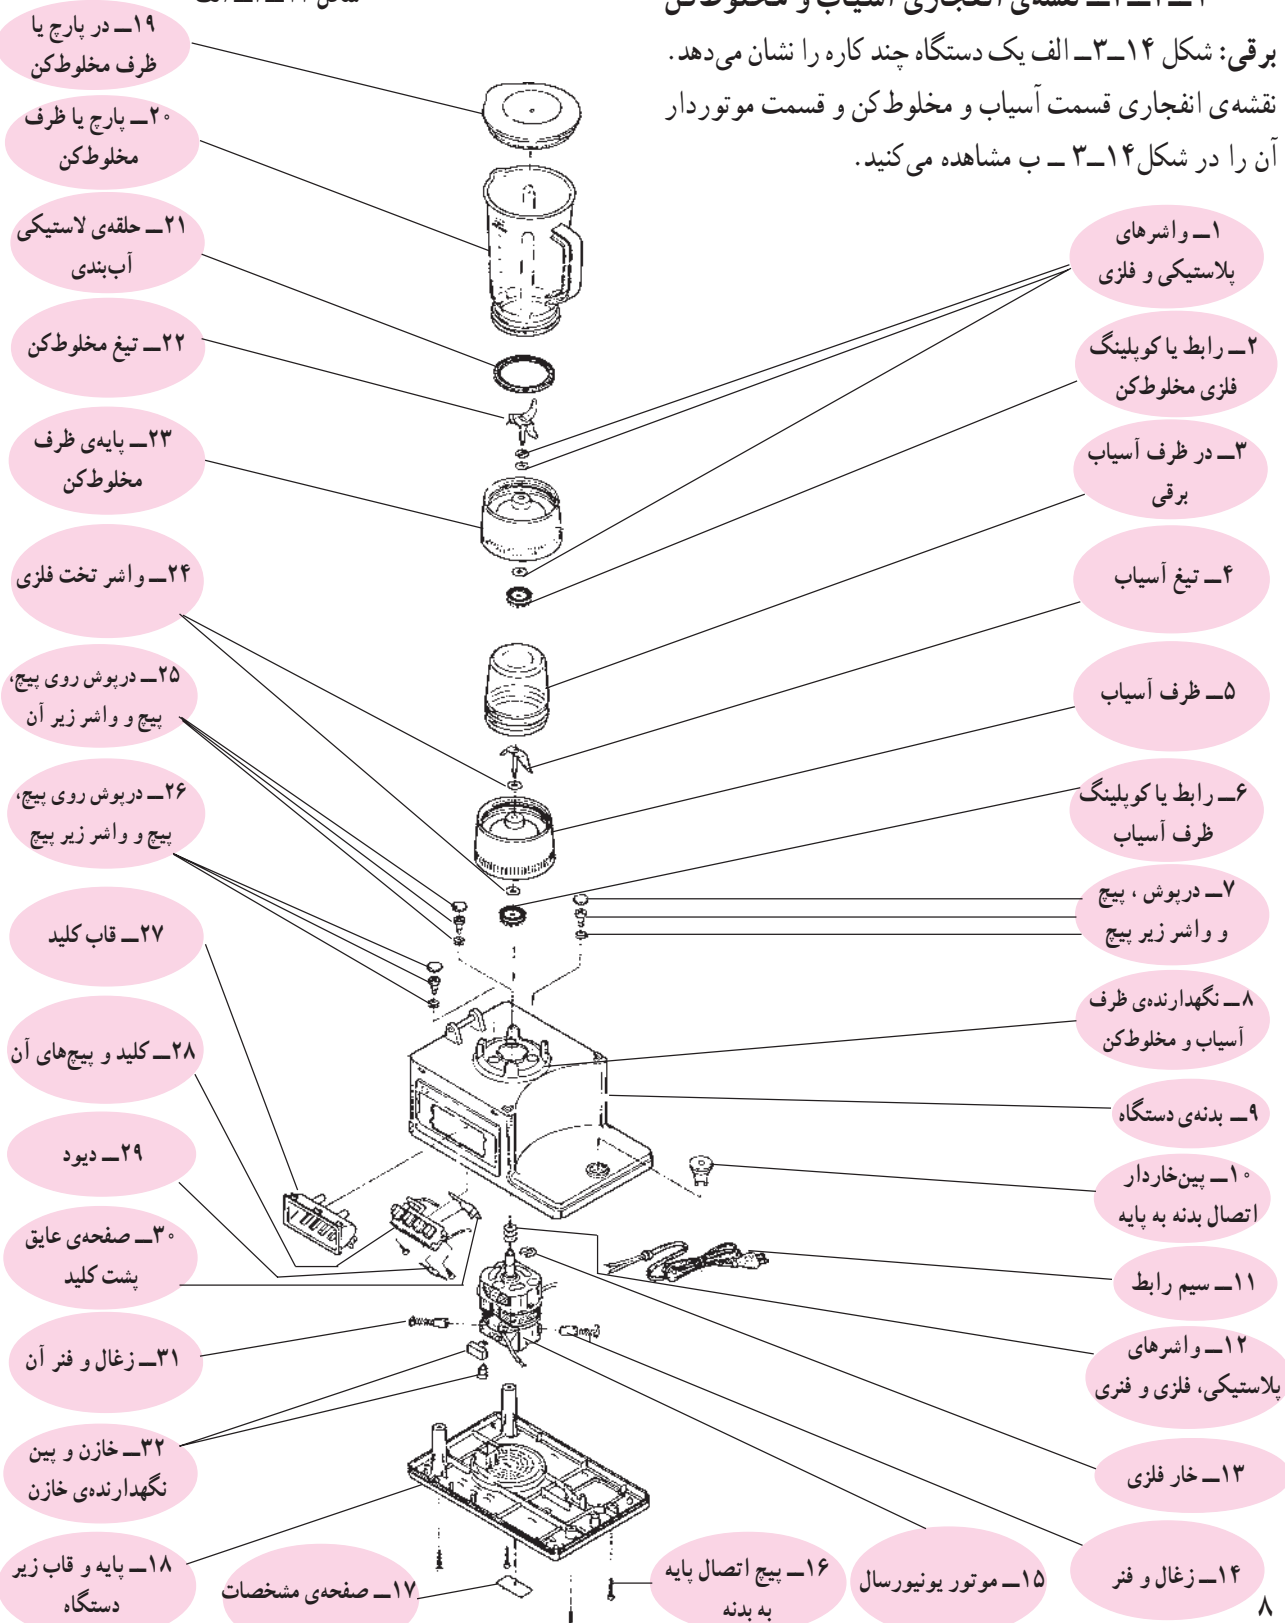 نقشه‌ی انفجاری آسیاب و مخلوط‌کن
برقی: شکل ۱۴ــ۳ــ الف یک دستگاه چند کاره را نشان می‌دهد.
نقشه‌ی انفجاری قسمت آسیاب و مخلوط‌کن و قسمت موتوردار
آن را در شکل ۱۴ــ۳ ــ ب مشاهده می‌کنید.
۱ــ واشرهای
پلاستیکی و فلزی
۲ــ رابط یا کوپلینگ
فلزی مخلوط‌کن
۳ــ در ظرف آسیاب
برقی
۴ــ تیغ آسیاب
۵ــ ظرف آسیاب
۶ــ رابط یا کوپلینگ
ظرف آسیاب
۷ــ درپوش ، پیچ
و واشر زیر پیچ
۸ــ نگهدارنده‌ی ظرف
آسیاب و مخلوط‌کن
۹ــ بدنه‌ی دستگاه
۱۰ــ پین‌خاردار
اتصال بدنه به پایه
۱۱ــ سیم رابط
۱۲ــ واشرهای
پلاستیکی، فلزی و فنری
۱۳ــ خار فلزی
۱۴ــ زغال و فنر
۱۵ــ موتور یونیورسال
۱۶ــ پیچ اتصال پایه
به بدنه
۱۷ــ صفحه‌ی مشخصات
۱۸ــ پایه و قاب زیر
دستگاه
۱۹ــ در پارچ یا
ظرف مخلوط‌کن
۲۰ــ پارچ یا ظرف
مخلوط‌کن
۲۱ــ حلقه‌ی لاستیکی
آب‌بندی
۲۲ــ تیغ مخلوط‌کن
۲۳ــ پایه‌ی ظرف
مخلوط‌کن
۲۴ــ واشر تخت فلزی
۲۵ــ درپوش روی پیچ،
پیچ و واشر زیر آن
۲۶ــ درپوش روی پیچ،
پیچ و واشر زیر پیچ
۲۷ــ قاب کلید
۲۸ــ کلید و پیچ‌های آن
۲۹ــ دیود
۳۰ــ صفحه‌ی عایق
پشت کلید
۳۱ــ زغال و فنر آن
۳۲ــ خازن و پین
نگهدارنده‌ی خازن
۸